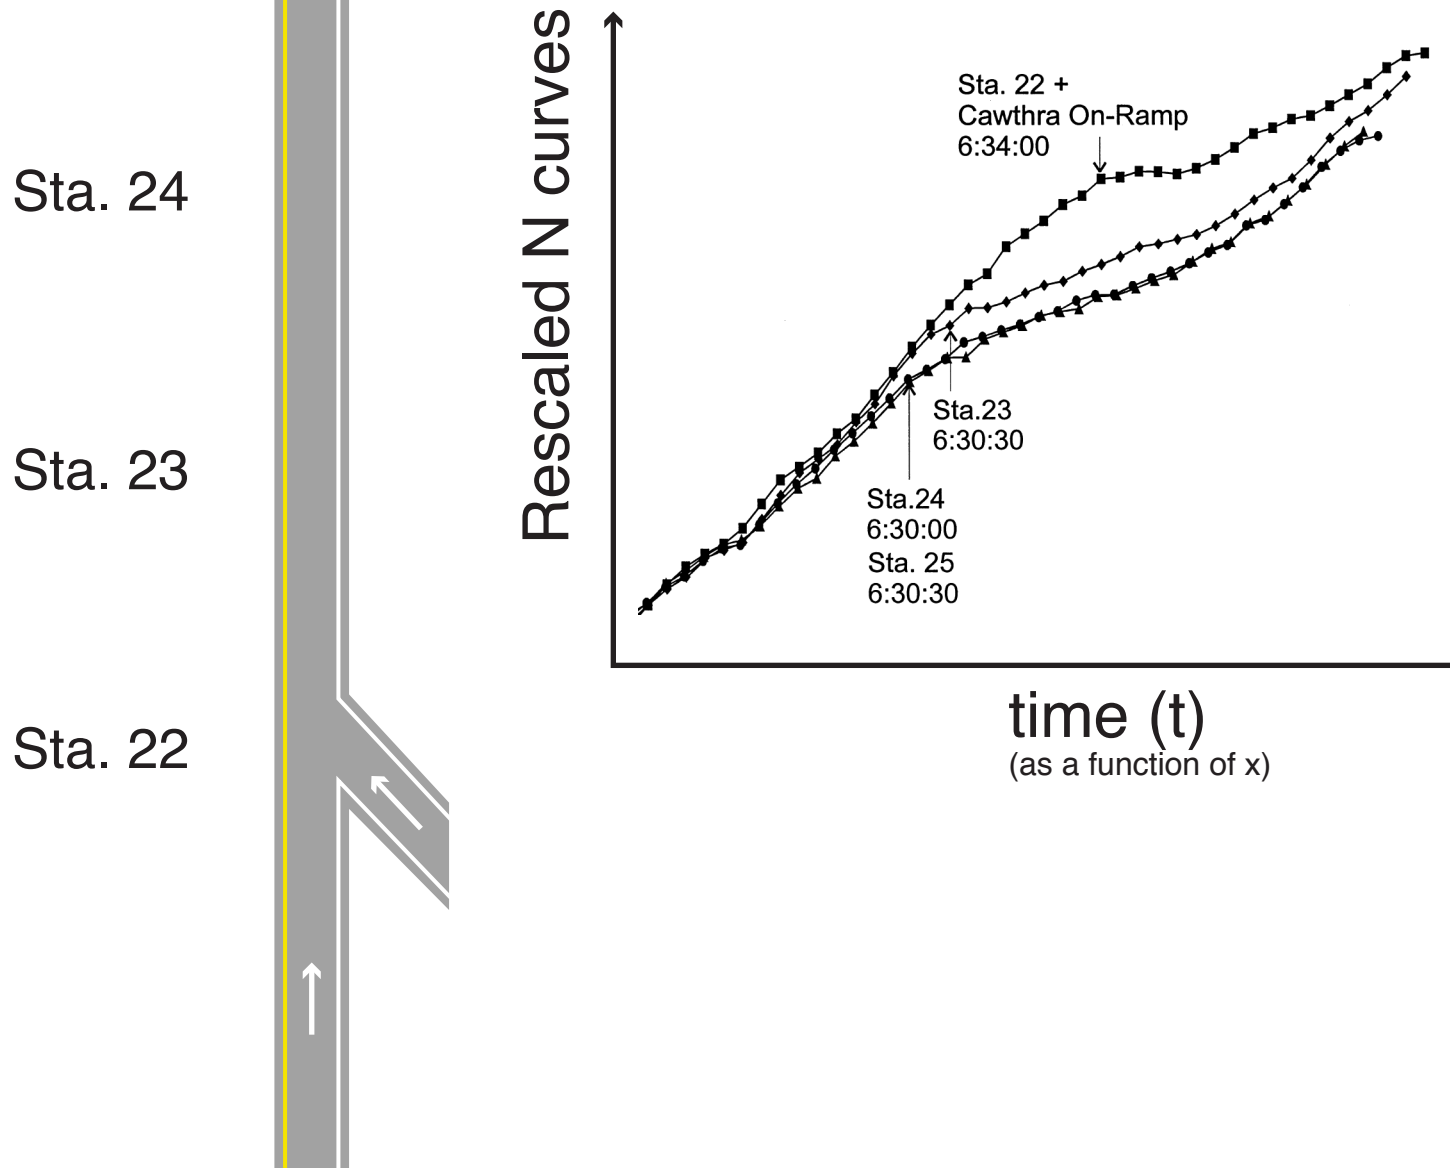 Sta. 24
Sta. 23
Sta. 22
Rescaled N curves
Sta. 22 +
Cawthra On-Ramp
6:34:00
Sta.23
6:30:30
Sta.24
6:30:00
Sta. 25
6:30:30
time (t)
(as a function of x)